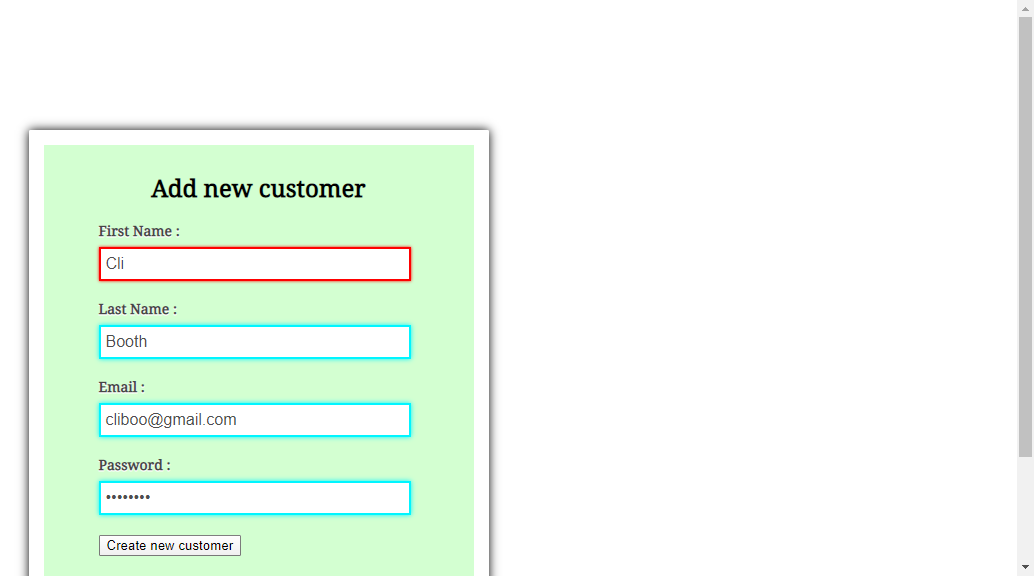 Add new customer
First Name :
Cli
Last Name :
Booth
Email :
cliboo@gmail.com
Password :
••••••••
Create new customer